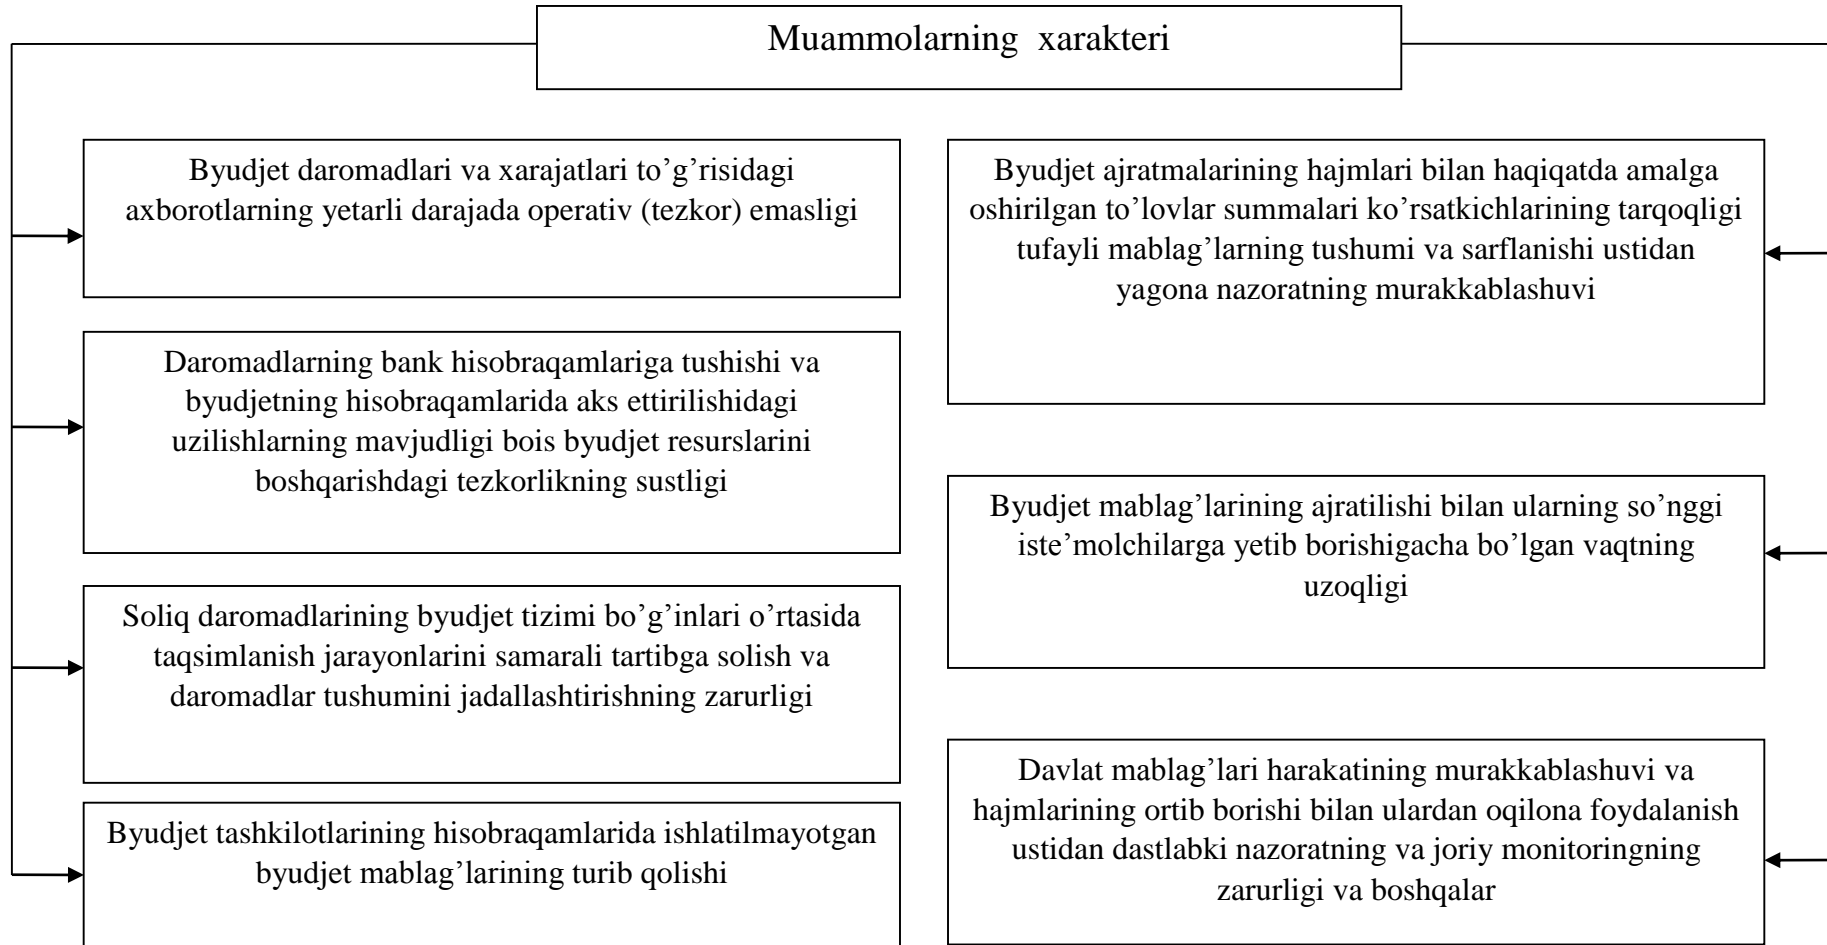 Muammolarning xarakteri
Byudjet daromadlari va xarajatlari to’g’risidagi
axborotlarning yetarli darajada operativ (tezkor) emasligi
Daromadlarning bank hisobraqamlariga tushishi va
byudjetning hisobraqamlarida aks ettirilishidagi
uzilishlarning mavjudligi bois byudjet resurslarini
boshqarishdagi tezkorlikning sustligi
Soliq daromadlarining byudjet tizimi bo’g’inlari o’rtasida
taqsimlanish jarayonlarini samarali tartibga solish va
daromadlar tushumini jadallashtirishning zarurligi
Byudjet tashkilotlarining hisobraqamlarida ishlatilmayotgan
byudjet mablag’larining turib qolishi
Byudjet ajratmalarining hajmlari bilan haqiqatda amalga
oshirilgan to’lovlar summalari ko’rsatkichlarining tarqoqligi
tufayli mablag’larning tushumi va sarflanishi ustidan
yagona nazoratning murakkablashuvi
Byudjet mablag’larining ajratilishi bilan ularning so’nggi
iste’molchilarga yetib borishigacha bo’lgan vaqtning
uzoqligi
Davlat mablag’lari harakatining murakkablashuvi va
hajmlarining ortib borishi bilan ulardan oqilona foydalanish
ustidan dastlabki nazoratning va joriy monitoringning
zarurligi va boshqalar